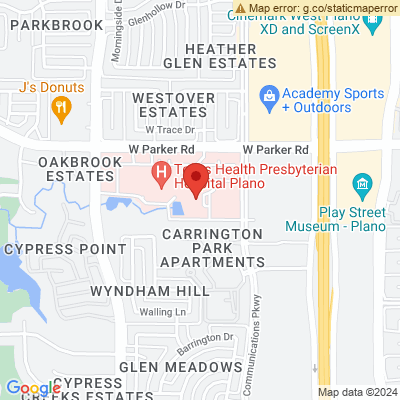 Map error: g.co/staticmaperror
PARKBROOK
Glenhollow Dr
Morningside D
Cinemark West Plano
XD and ScreenX
HEATHER
GLEN ESTATES
J's Donuts
WESTOVER
ESTATES
Academy Sports
+ Outdoors
W Trace Dr
W Parker Rd
W Parker Rd
OAKBROOK
ESTATES
H
Texas Health Presbyterian
Hospital Plano
Play Street
Museum - Plano
CYPRESS POINT
CARRINGTON
PARK
APARTMENTS
WYNDHAM HILL
Walling Ln
Communications Pkwy
Barrington Dr
GLEN MEADOWS
CYPRESS
CREEKS ESTATES
Google
Map data ©2024